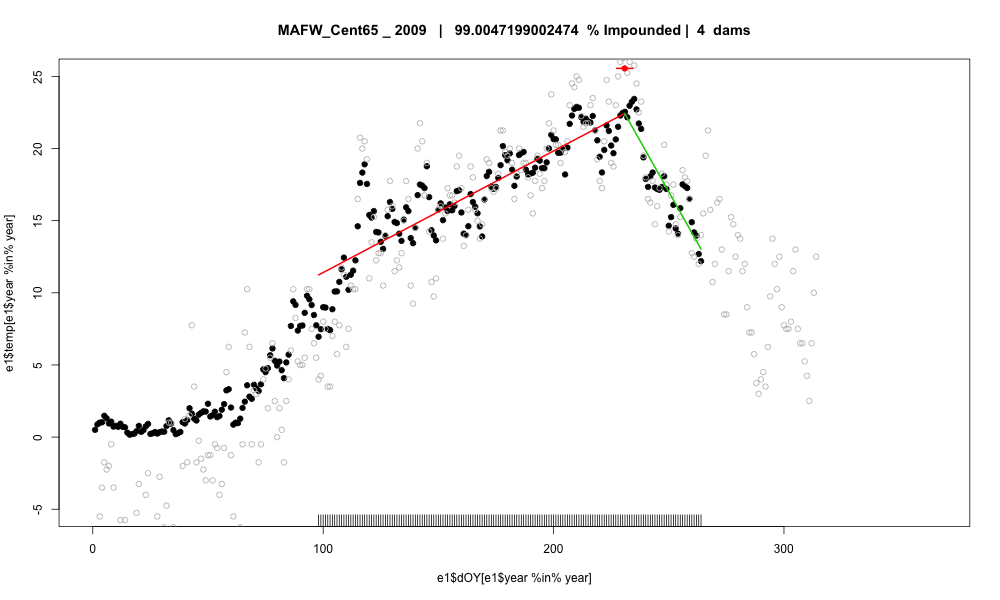 MAFW_Cent65 _ 2009 | 99.0047199002474 % Impounded | 4 dams
25
20
15
10
5
0
-5
e1$temp[e1$year %in% year]
0 100 200 300
e1$dOY[e1$year %in% year]